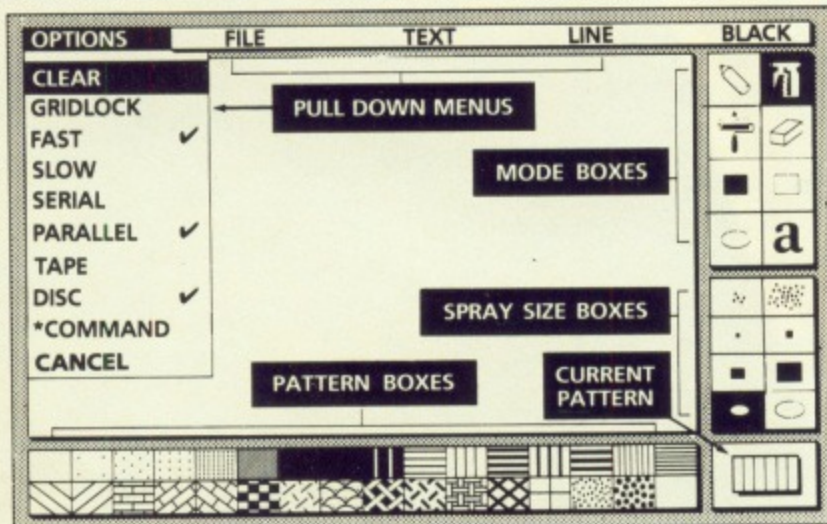 OPTIONS FILE TEXT LINE BLACK
CLEAR
GRIDLOCK
FAST ✔
SLOW
SERIAL
PARALLEL ✔
TAPE
DISC ✔
*COMMAND
CANCEL
PULL DOWN MENUS
MODE BOXES
a
SPRAY SIZE BOXES
PATTERN BOXES
CURRENT
PATTERN